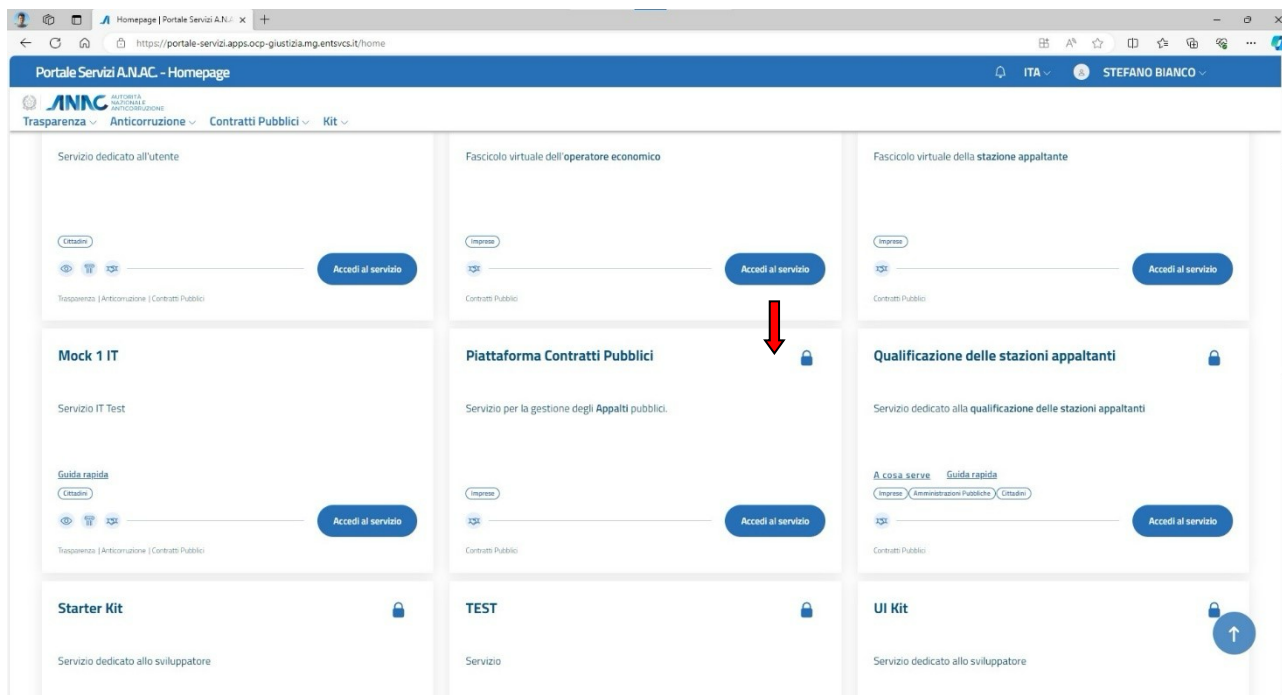 Homepage | Portale Servizi A.N.A
https://portale-servizi.apps.ocp-giustizia.mg.entsvcs.it/home
Portale Servizi A.N.AC. - Homepage
ITA
STEFANO BIANCO
ANAC AUTORITÀ NAZIONALE ANTICORRUZIONE
Trasparenza Anticorruzione Contratti Pubblici Kit
Servizio dedicato all'utente
Cittadini
Accedi al servizio
Trasparenza | Anticorruzione | Contratti Pubblici
Fascicolo virtuale dell'operatore economico
Imprese
Accedi al servizio
Contratti Pubblici
Fascicolo virtuale della stazione appaltante
Imprese
Accedi al servizio
Contratti Pubblici
Mock 1 IT
Servizio IT Test
Guida rapida
Cittadini
Accedi al servizio
Trasparenza | Anticorruzione | Contratti Pubblici
Piattaforma Contratti Pubblici
Servizio per la gestione degli Appalti pubblici.
Imprese
Accedi al servizio
Contratti Pubblici
Qualificazione delle stazioni appaltanti
Servizio dedicato alla qualificazione delle stazioni appaltanti
A cosa serve Guida rapida
Imprese Amministrazioni Pubbliche Cittadini
Accedi al servizio
Contratti Pubblici
Starter Kit
Servizio dedicato allo sviluppatore
TEST
Servizio
UI Kit
Servizio dedicato allo sviluppatore